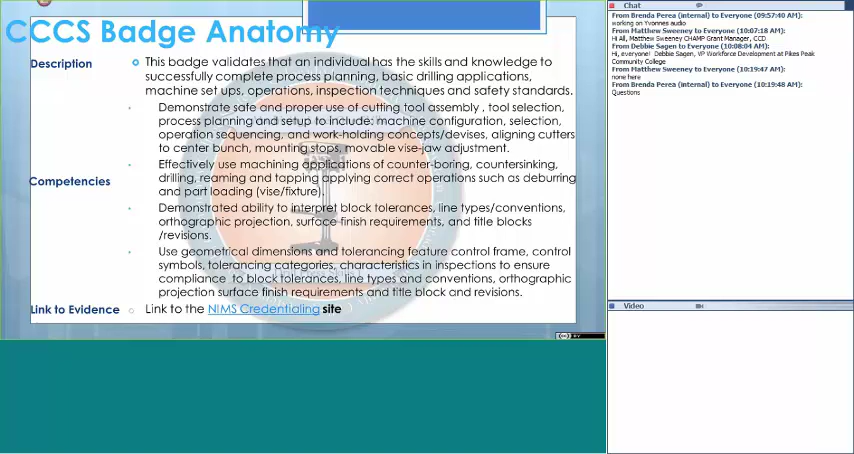 CCCS Badge Anatomy
Description
This badge validates that an individual has the skills and knowledge to
successfully complete process planning, basic drilling applications,
machine set ups, operations, inspection techniques and safety standards.
Demonstrate safe and proper use of cutting tool assembly , tool selection,
process planning and setup to include: machine configuration, selection,
operation sequencing, and work-holding concepts/devises, aligning cutters
to center bunch, mounting stops, movable vise-jaw adjustment.
Competencies
Effectively use machining applications of counter-boring, countersinking,
drilling, reaming and tapping applying correct operations such as deburring
and part loading (vise/fixture).
Demonstrated ability to interpret block tolerances, line types/conventions,
orthographic projection, surface finish requirements, and title blocks
/revisions.
Use geometrical dimensions and tolerancing feature control frame, control
symbols, tolerancing categories, characteristics in inspections to ensure
compliance to block tolerances, line types and conventions, orthographic
projection surface finish requirements and title block and revisions.
Link to Evidence
Link to the NIMS Credentialing site
Chat
From Brenda Perea (internal) to Everyone (09:57:40 AM):
working on Yvonnes audio
From Matthew Sweeney to Everyone (10:07:18 AM):
Hi All, Matthew Sweeney CHAMP Grant Manager, CCD
From Debbie Sagen to Everyone (10:08:04 AM):
Hi, everyone! Debbie Sagen, VP Workforce Development at Pikes Peak
Community College
From Matthew Sweeney to Everyone (10:19:47 AM):
none here
From Brenda Perea (internal) to Everyone (10:19:48 AM):
Questions
Video